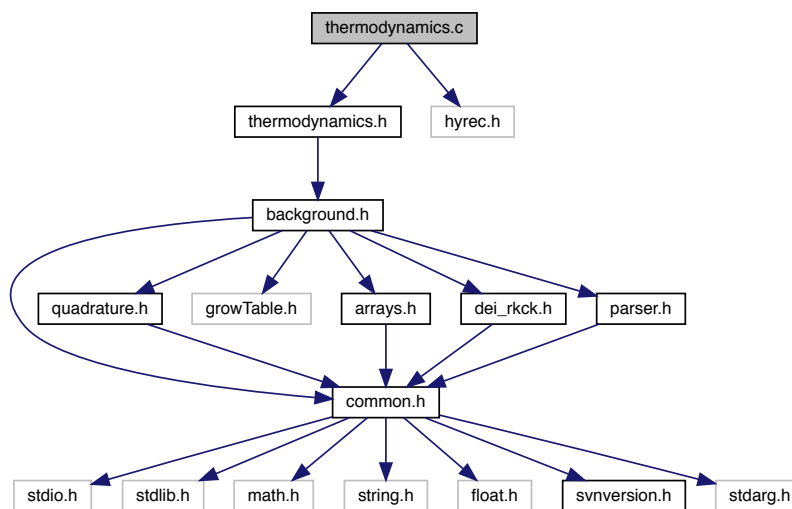 thermodynamics.c
thermodynamics.h
hyrec.h
background.h
quadrature.h
growTable.h
arrays.h
dei_rkck.h
parser.h
common.h
stdio.h
stdlib.h
math.h
string.h
float.h
svnversion.h
stdarg.h